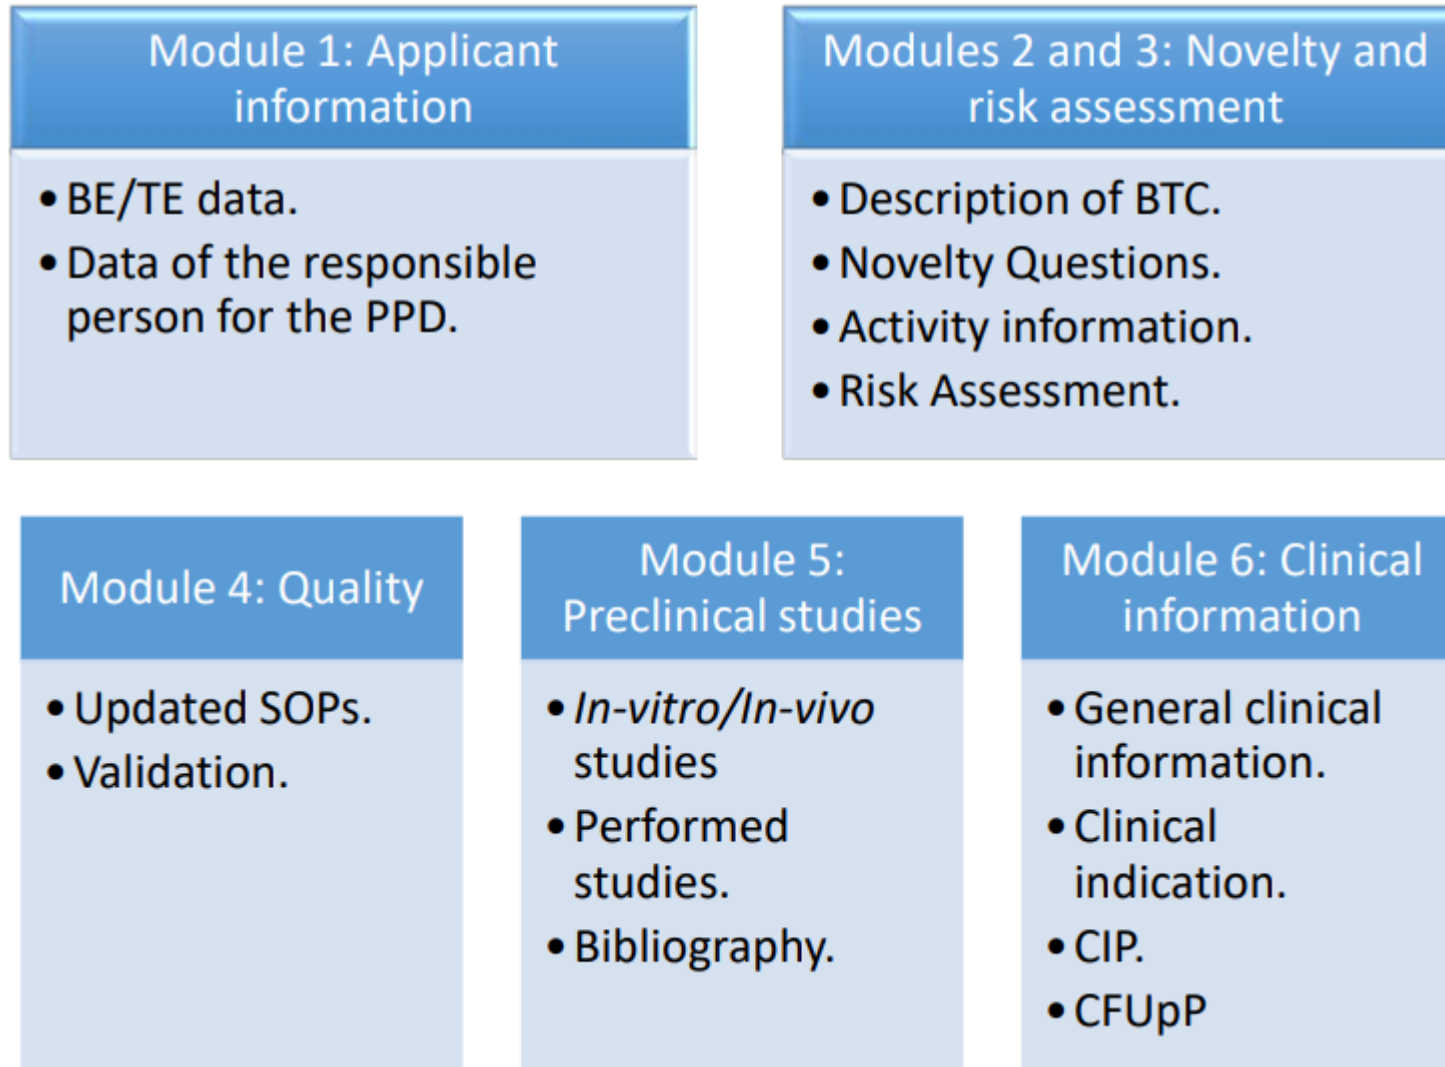 Module 1: Applicant
information
• BE/TE data.
• Data of the responsible
person for the PPD.
Modules 2 and 3: Novelty and
risk assessment
• Description of BTC.
• Novelty Questions.
• Activity information.
• Risk Assessment.
Module 4: Quality
• Updated SOPs.
• Validation.
Module 5:
Preclinical studies
• In-vitro/In-vivo
studies
• Performed
studies.
• Bibliography.
Module 6: Clinical
information
• General clinical
information.
• Clinical
indication.
• CIP.
• CFUpP